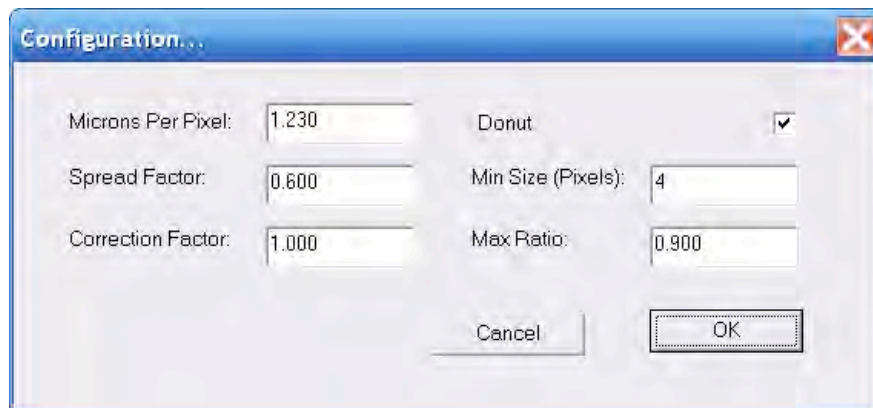 Configuration...
Microns Per Pixel: 1.230 Donut
Spread Factor: 0.600 Min Size (Pixels): 4
Correction Factor: 1.000 Max Ratio: 0.900
Cancel OK